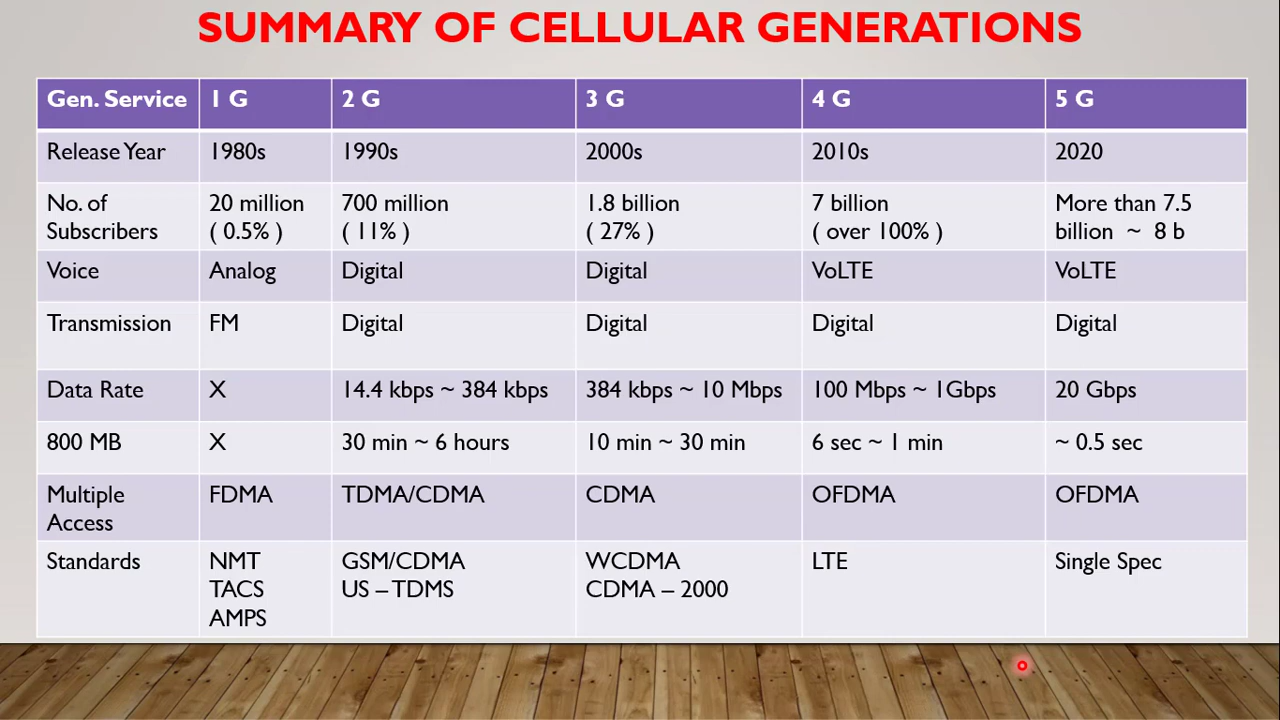 SUMMARY OF CELLULAR GENERATIONS
Gen. Service 1 G 2 G 3 G 4 G 5 G
Release Year 1980s 1990s 2000s 2010s 2020
No. of Subscribers 20 million ( 0.5% ) 700 million ( 11% ) 1.8 billion ( 27% ) 7 billion ( over 100% ) More than 7.5 billion ~ 8 b
Voice Analog Digital Digital VoLTE VoLTE
Transmission FM Digital Digital Digital Digital
Data Rate X 14.4 kbps ~ 384 kbps 384 kbps ~ 10 Mbps 100 Mbps ~ 1Gbps 20 Gbps
800 MB X 30 min ~ 6 hours 10 min ~ 30 min 6 sec ~ 1 min ~ 0.5 sec
Multiple Access FDMA TDMA/CDMA CDMA OFDMA OFDMA
Standards NMT TACS AMPS GSM/CDMA US – TDMS WCDMA CDMA – 2000 LTE Single Spec